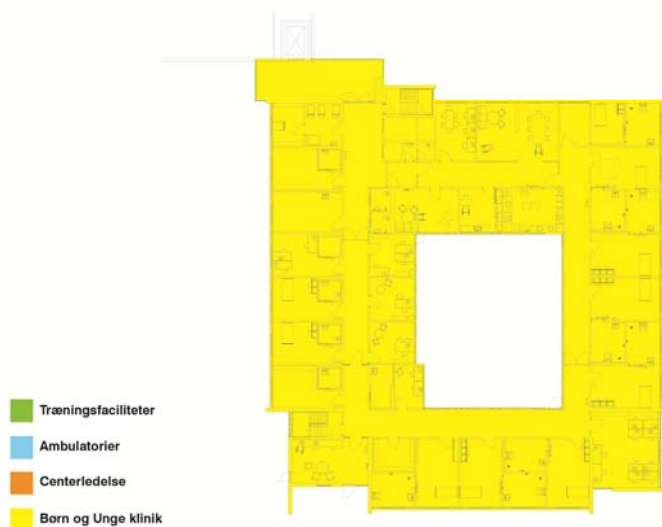 Træningsfaciliteter
Ambulatorier
Centerledelse
Børn og Unge klinik